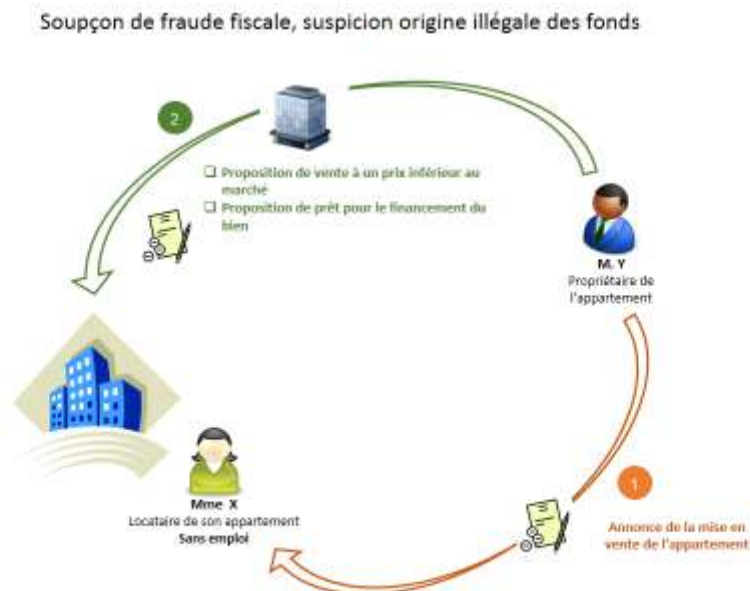 Soupçon de fraude fiscale, suspicion origine illégale des fonds
2
Proposition de vente à un prix inférieur au
marché
Proposition de prêt pour le financement du
bien
M. Y
Propriétaire de
l'appartement
1
Mme X
Locataire de son appartement
Sans emploi
Annonce de la mise en
vente de l'appartement